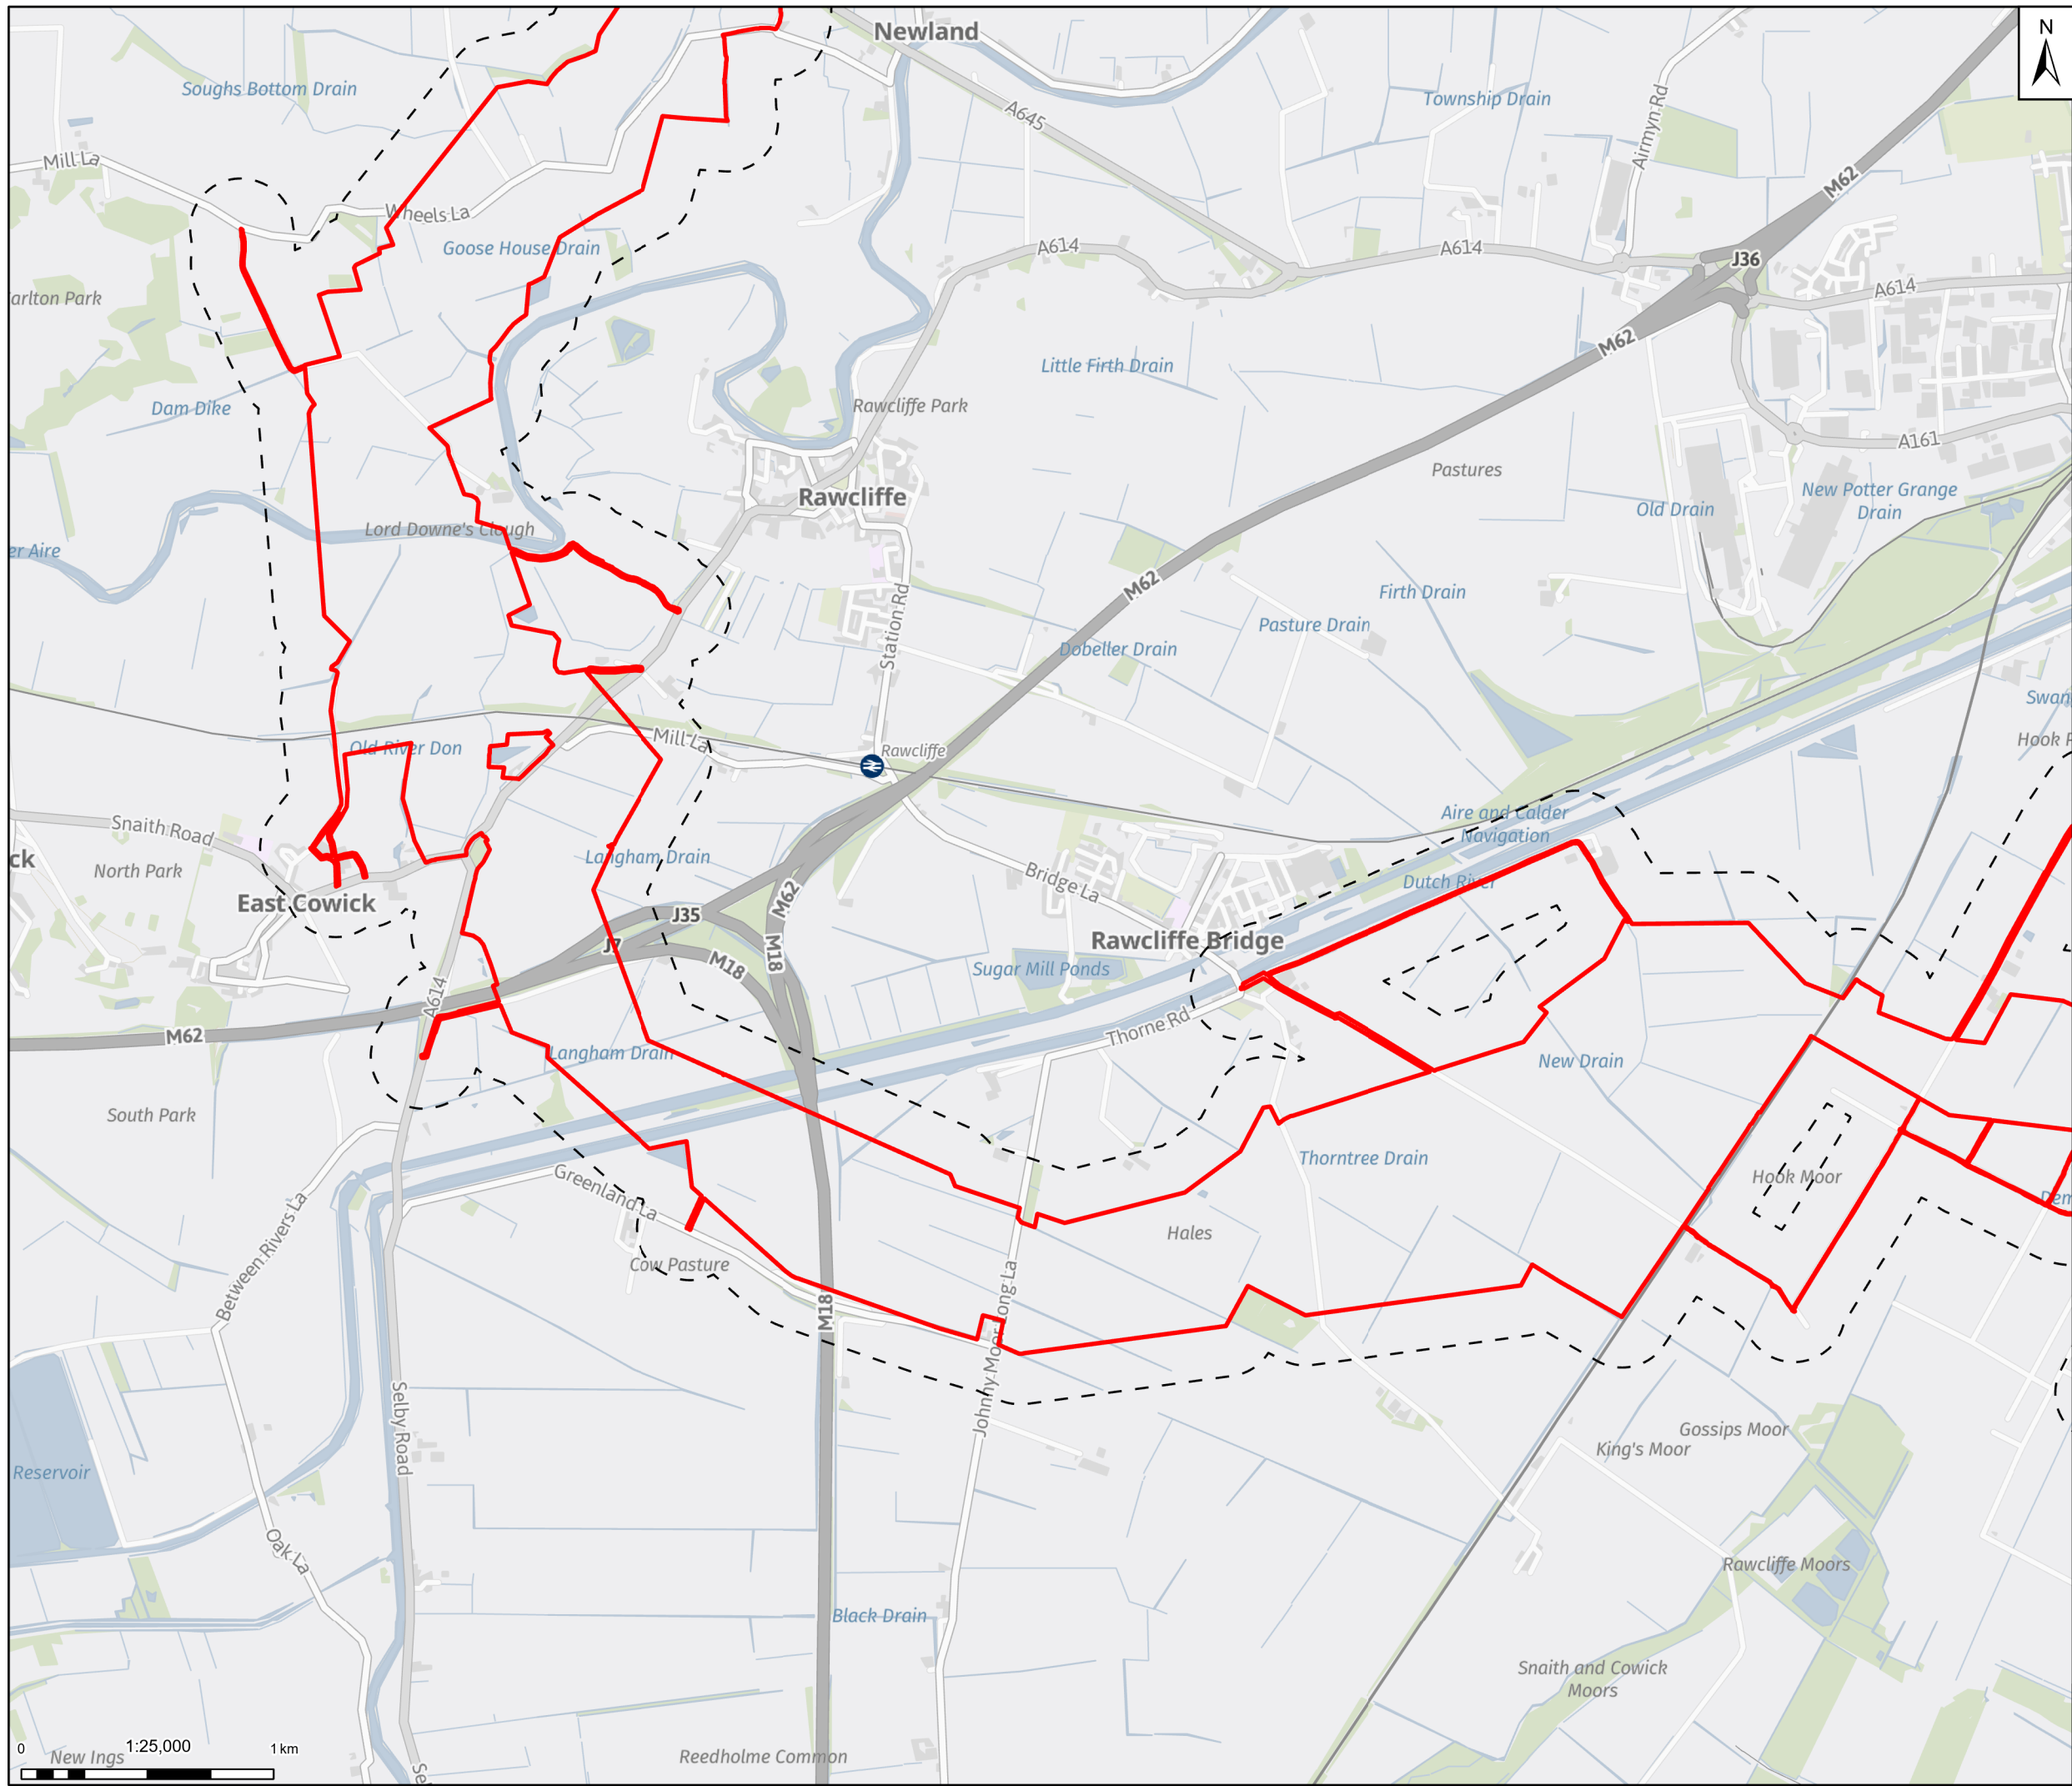 Newland
N
Soughs Bottom Drain
Township Drain
A645
Airmyn Rd
Mill La
M62
Wheels La
Goose House Drain
A614
A614
J36
A614
arlton Park
M62
Little Firth Drain
Dam Dike
Rawcliffe Park
A161
Pastures
Rawcliffe
New Potter Grange
Drain
Old Drain
Lord Downe's Clough
er Aire
M62
Firth Drain
Station Rd
Pasture Drain
Dobeller Drain
Swan
Old River Don
Mill La
Rawcliffe
Hook
Snaith Road
Aire and Calder
Navigation
ck
North Park
Langham Drain
Bridge La
Dutch River
East Cowick
M62
J35
J7
M18
M18
Rawcliffe Bridge
Sugar Mill Ponds
A614
M62
Langham Drain
Thorne Rd
New Drain
South Park
Greenland La
Thorntree Drain
Hook Moor
Dem
Between Rivers La
Hales
Cow Pasture
M18
Johnny Moor Long La
Selby Road
Gossips Moor
King's Moor
Reservoir
Oak La
Rawcliffe Moors
Black Drain
Snaith and Cowick
Moors
0
1:25,000
1 km
New Ings
Reedholme Common
Se